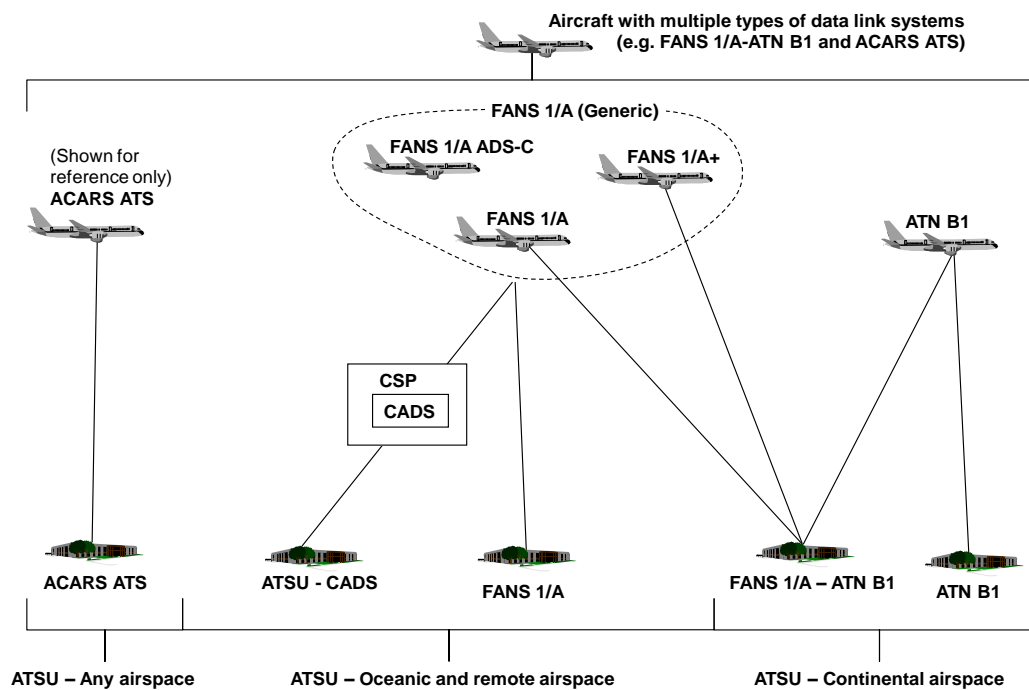 Aircraft with multiple types of data link systems
(e.g. FANS 1/A-ATN B1 and ACARS ATS)
FANS 1/A (Generic)
(Shown for
reference only)
ACARS ATS
FANS 1/A ADS-C
FANS 1/A+
FANS 1/A
ATN B1
CSP
CADS
ACARS ATS
ATSU - CADS
FANS 1/A
FANS 1/A – ATN B1
ATN B1
ATSU – Any airspace
ATSU – Oceanic and remote airspace
ATSU – Continental airspace